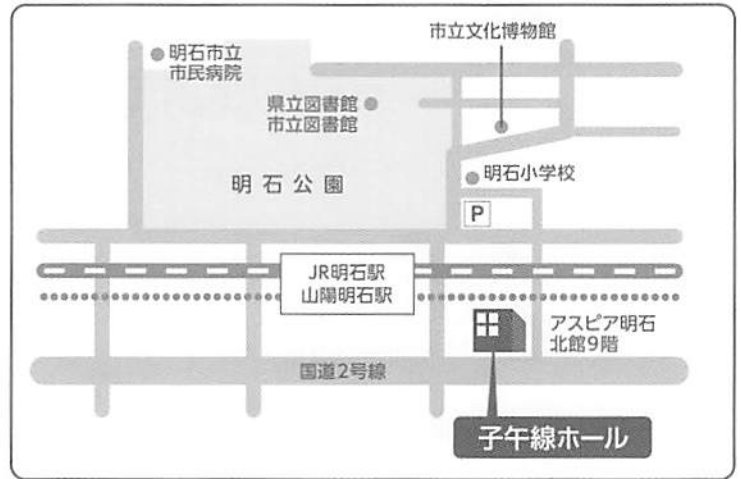 市立文化博物館
明石市立
市民病院
県立図書館
市立図書館
明石公園
明石小学校
P
JR明石駅
山陽明石駅
アスピア明石
北館9階
国道2号線
子午線ホール